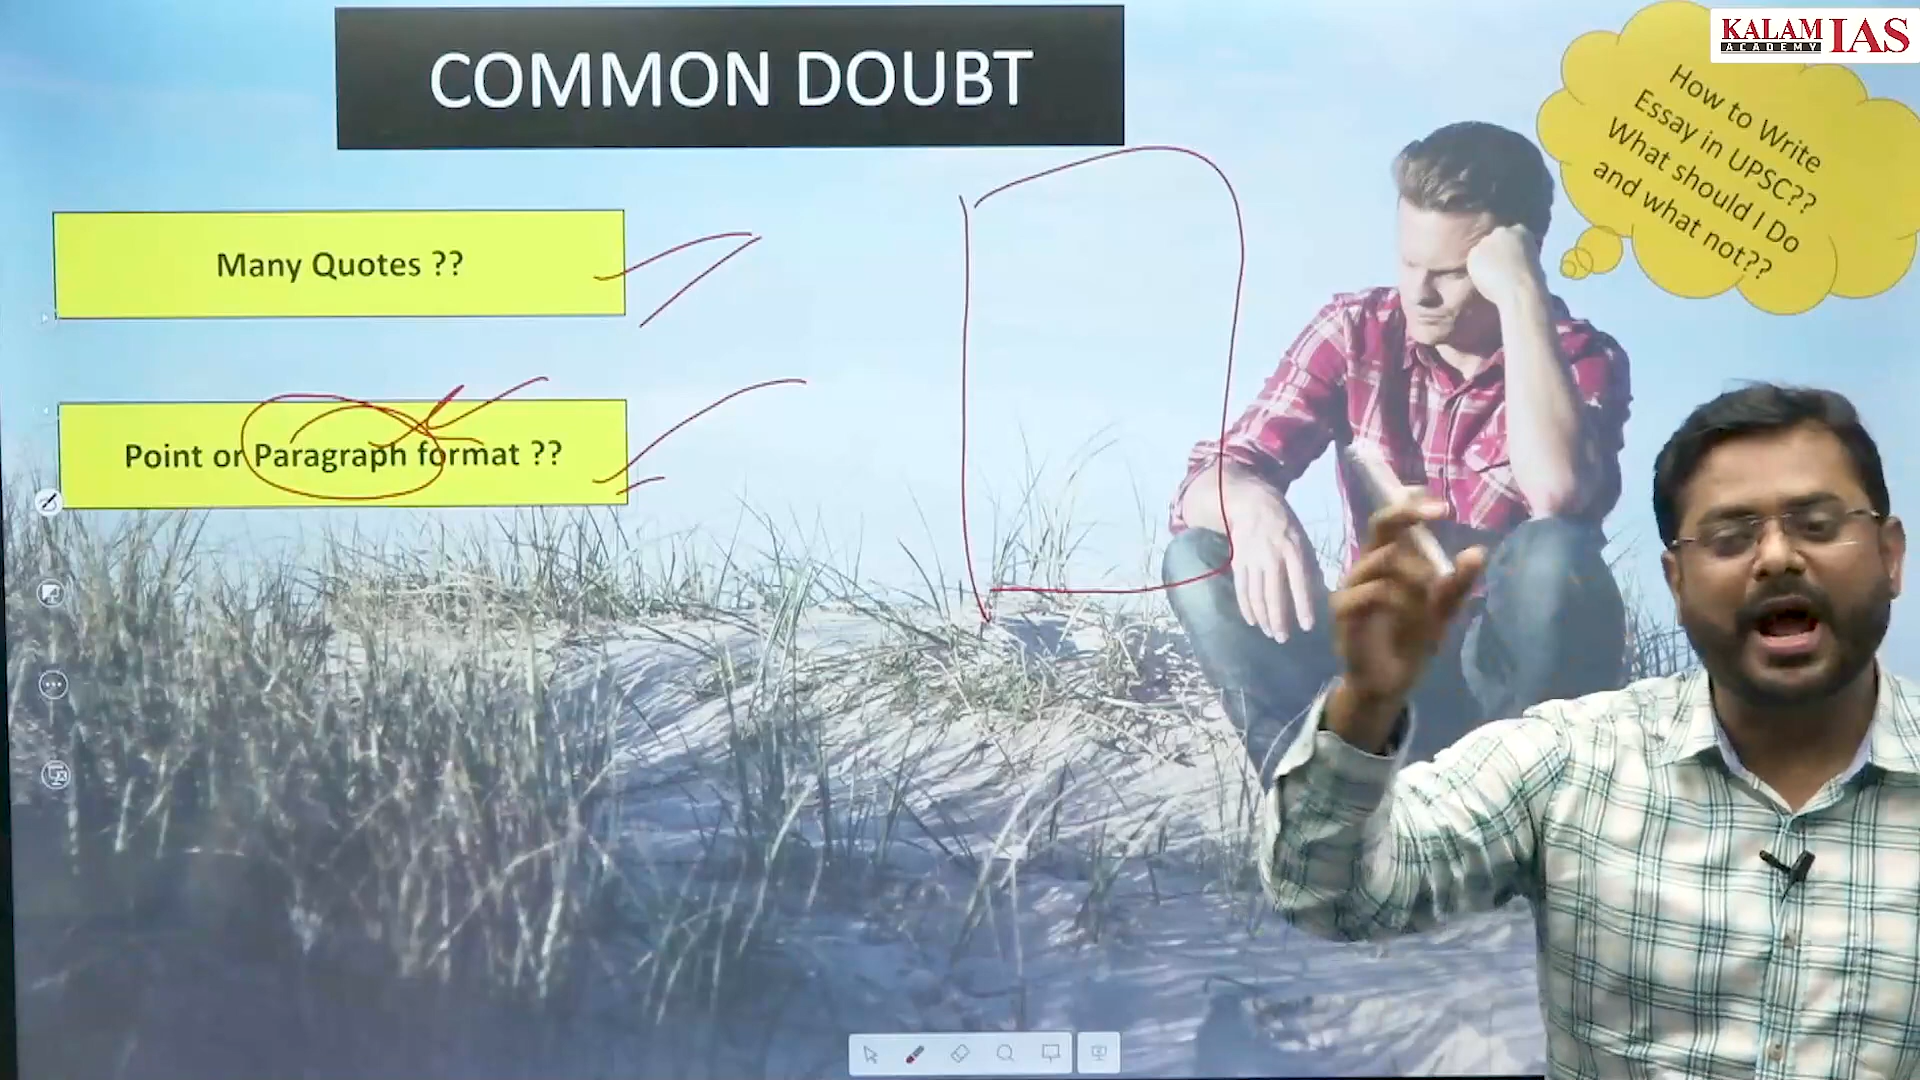 COMMON DOUBT
KALAM IAS
ACADEMY
How to Write
Essay in UPSC??
What should I Do
and what not??
Many Quotes ??
Point or Paragraph format ??